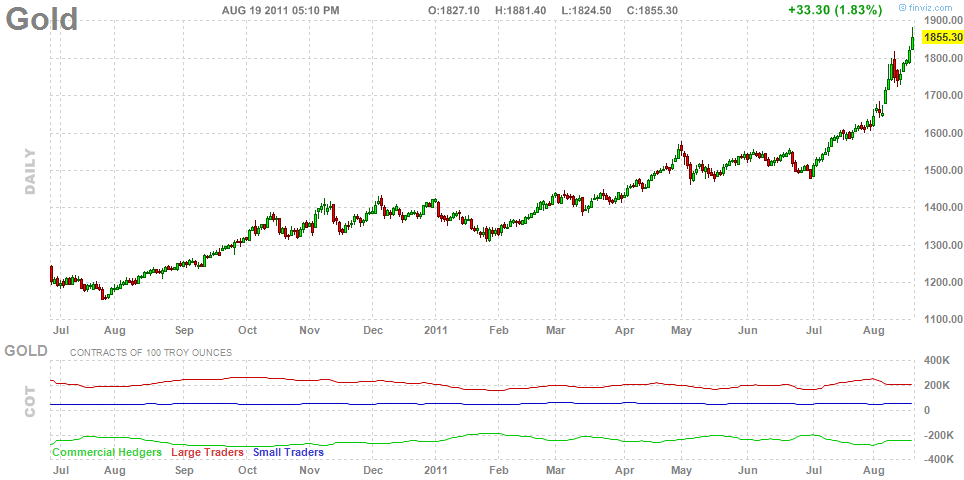 Gold AUG 19 2011 05:10 PM O:1827.10 H:1881.40 L:1824.50 C:1855.30 +33.30 (1.83%) © finviz.com
1900.00
1855.30
1800.00
1700.00
1600.00
DAILY
1500.00
1400.00
1300.00
1200.00
1100.00
Jul Aug Sep Oct Nov Dec 2011 Feb Mar Apr May Jun Jul Aug
GOLD CONTRACTS OF 100 TROY OUNCES
400K
200K
COT
0
-200K
Commercial Hedgers Large Traders Small Traders
-400K
Jul Aug Sep Oct Nov Dec 2011 Feb Mar Apr May Jun Jul Aug